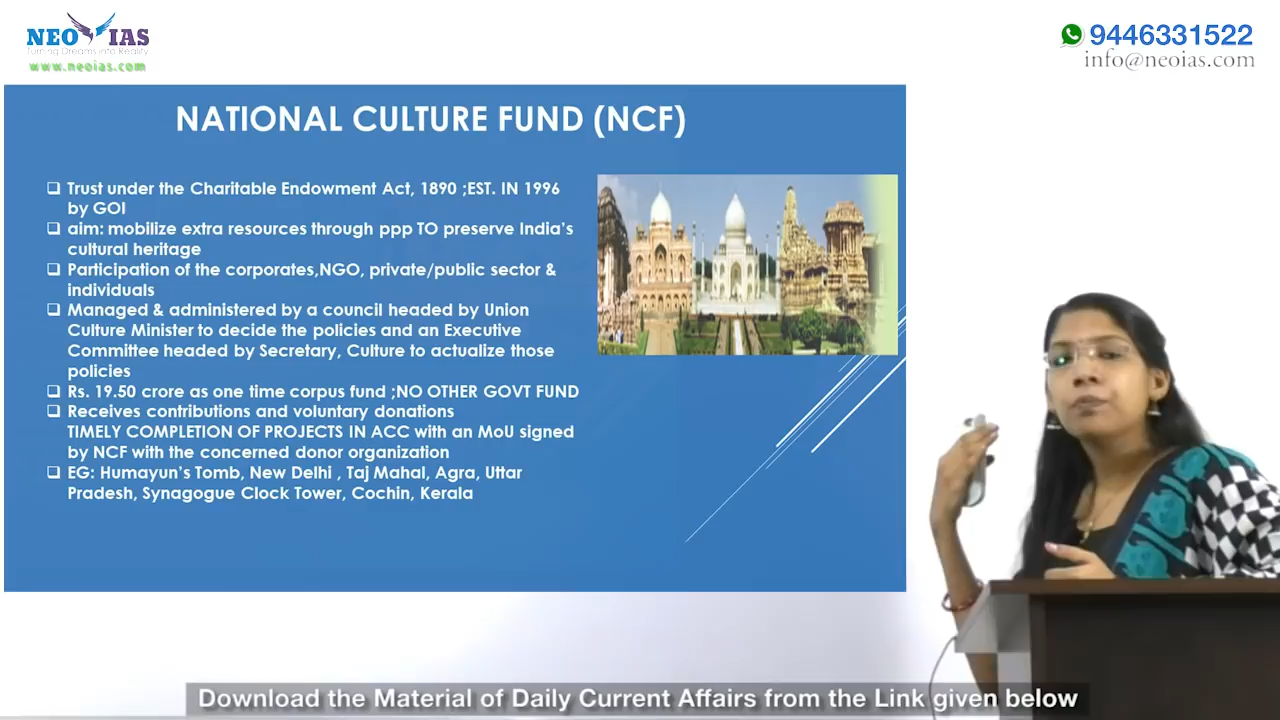 NEO IAS
Turning Dreams into Reality
www.neoias.com
9446331522
info@neoias.com
NATIONAL CULTURE FUND (NCF)
Trust under the Charitable Endowment Act, 1890 ;EST. IN 1996
by GOI
aim: mobilize extra resources through ppp TO preserve India's
cultural heritage
Participation of the corporates,NGO, private/public sector &
individuals
Managed & administered by a council headed by Union
Culture Minister to decide the policies and an Executive
Committee headed by Secretary, Culture to actualize those
policies
Rs. 19.50 crore as one time corpus fund ;NO OTHER GOVT FUND
Receives contributions and voluntary donations
TIMELY COMPLETION OF PROJECTS IN ACC with an MoU signed
by NCF with the concerned donor organization
EG: Humayun's Tomb, New Delhi , Taj Mahal, Agra, Uttar
Pradesh, Synagogue Clock Tower, Cochin, Kerala
Download the Material of Daily Current Affairs from the Link given below